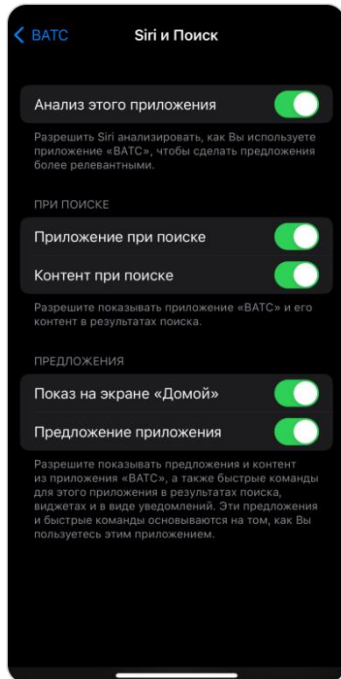 ВАТС Siri и Поиск
Анализ этого приложения
Разрешить Siri анализировать, как Вы используете
приложение «ВАТС», чтобы сделать предложения
более релевантными.
ПРИ ПОИСКЕ
Приложение при поиске
Контент при поиске
Разрешите показывать приложение «ВАТС» и его
контент в результатах поиска.
ПРЕДЛОЖЕНИЯ
Показ на экране «Домой»
Предложение приложения
Разрешите показывать предложения и контент
из приложения «ВАТС», а также быстрые команды
для этого приложения в результатах поиска,
виджетах и в виде уведомлений. Эти предложения
и быстрые команды основываются на том, как Вы
пользуетесь этим приложением.